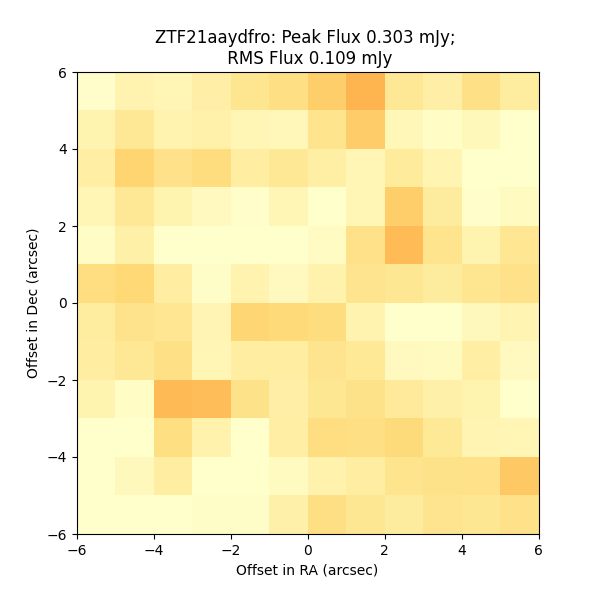 ZTF21aaydfro: Peak Flux 0.303 mJy;
RMS Flux 0.109 mJy
6
4
2
0
−2
−4
−6
Offset in Dec (arcsec)
−6 −4 −2 0 2 4 6
Offset in RA (arcsec)